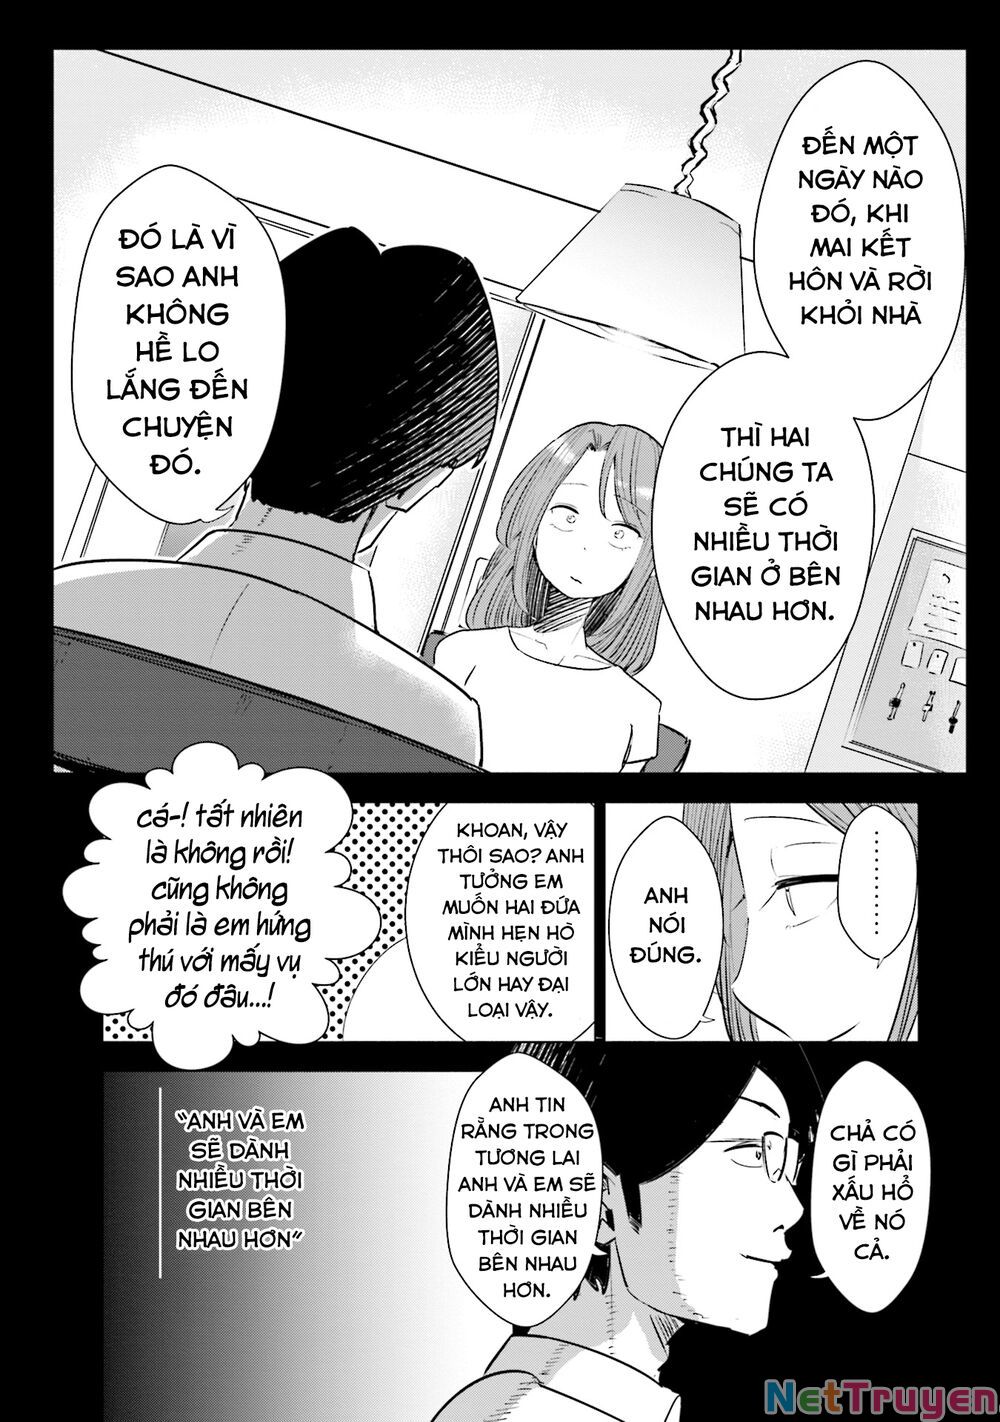 ĐẾN MỘT
NGÀY NÀO
ĐÓ, KHI
MAI KẾT
HÔN VÀ RỜI
KHỎI NHÀ
THÌ HAI
CHÚNG TA
SẼ CÓ
NHIỀU THỜI
GIAN Ở BÊN
NHAU HƠN.
ĐÓ LÀ VÌ
SAO ANH
KHÔNG
HỀ LO
LẮNG ĐẾN
CHUYỆN
ĐÓ.
........
ANH
NÓI
ĐÚNG.
KHOAN, VẬY
THÔI SAO? ANH
TƯỞNG EM
MUỐN HAI ĐỨA
MÌNH HẸN HÒ
KIỂU NGƯỜI
LỚN HAY ĐẠI
LOẠI VẬY.
cá-! tất nhiên
là không rồi!
cũng không
phải là em hứng
thú với mấy vụ
đó đâu...!
CHẢ CÓ
GÌ PHẢI
XẤU HỔ
VỀ NÓ
CẢ.
ANH TIN
RẰNG TRONG
TƯƠNG LAI
ANH VÀ EM SẼ
DÀNH NHIỀU
THỜI GIAN
BÊN NHAU
HƠN.
"ANH VÀ EM
SẼ DÀNH
NHIỀU THỜI
GIAN BÊN
NHAU HƠN"
NetTruyen